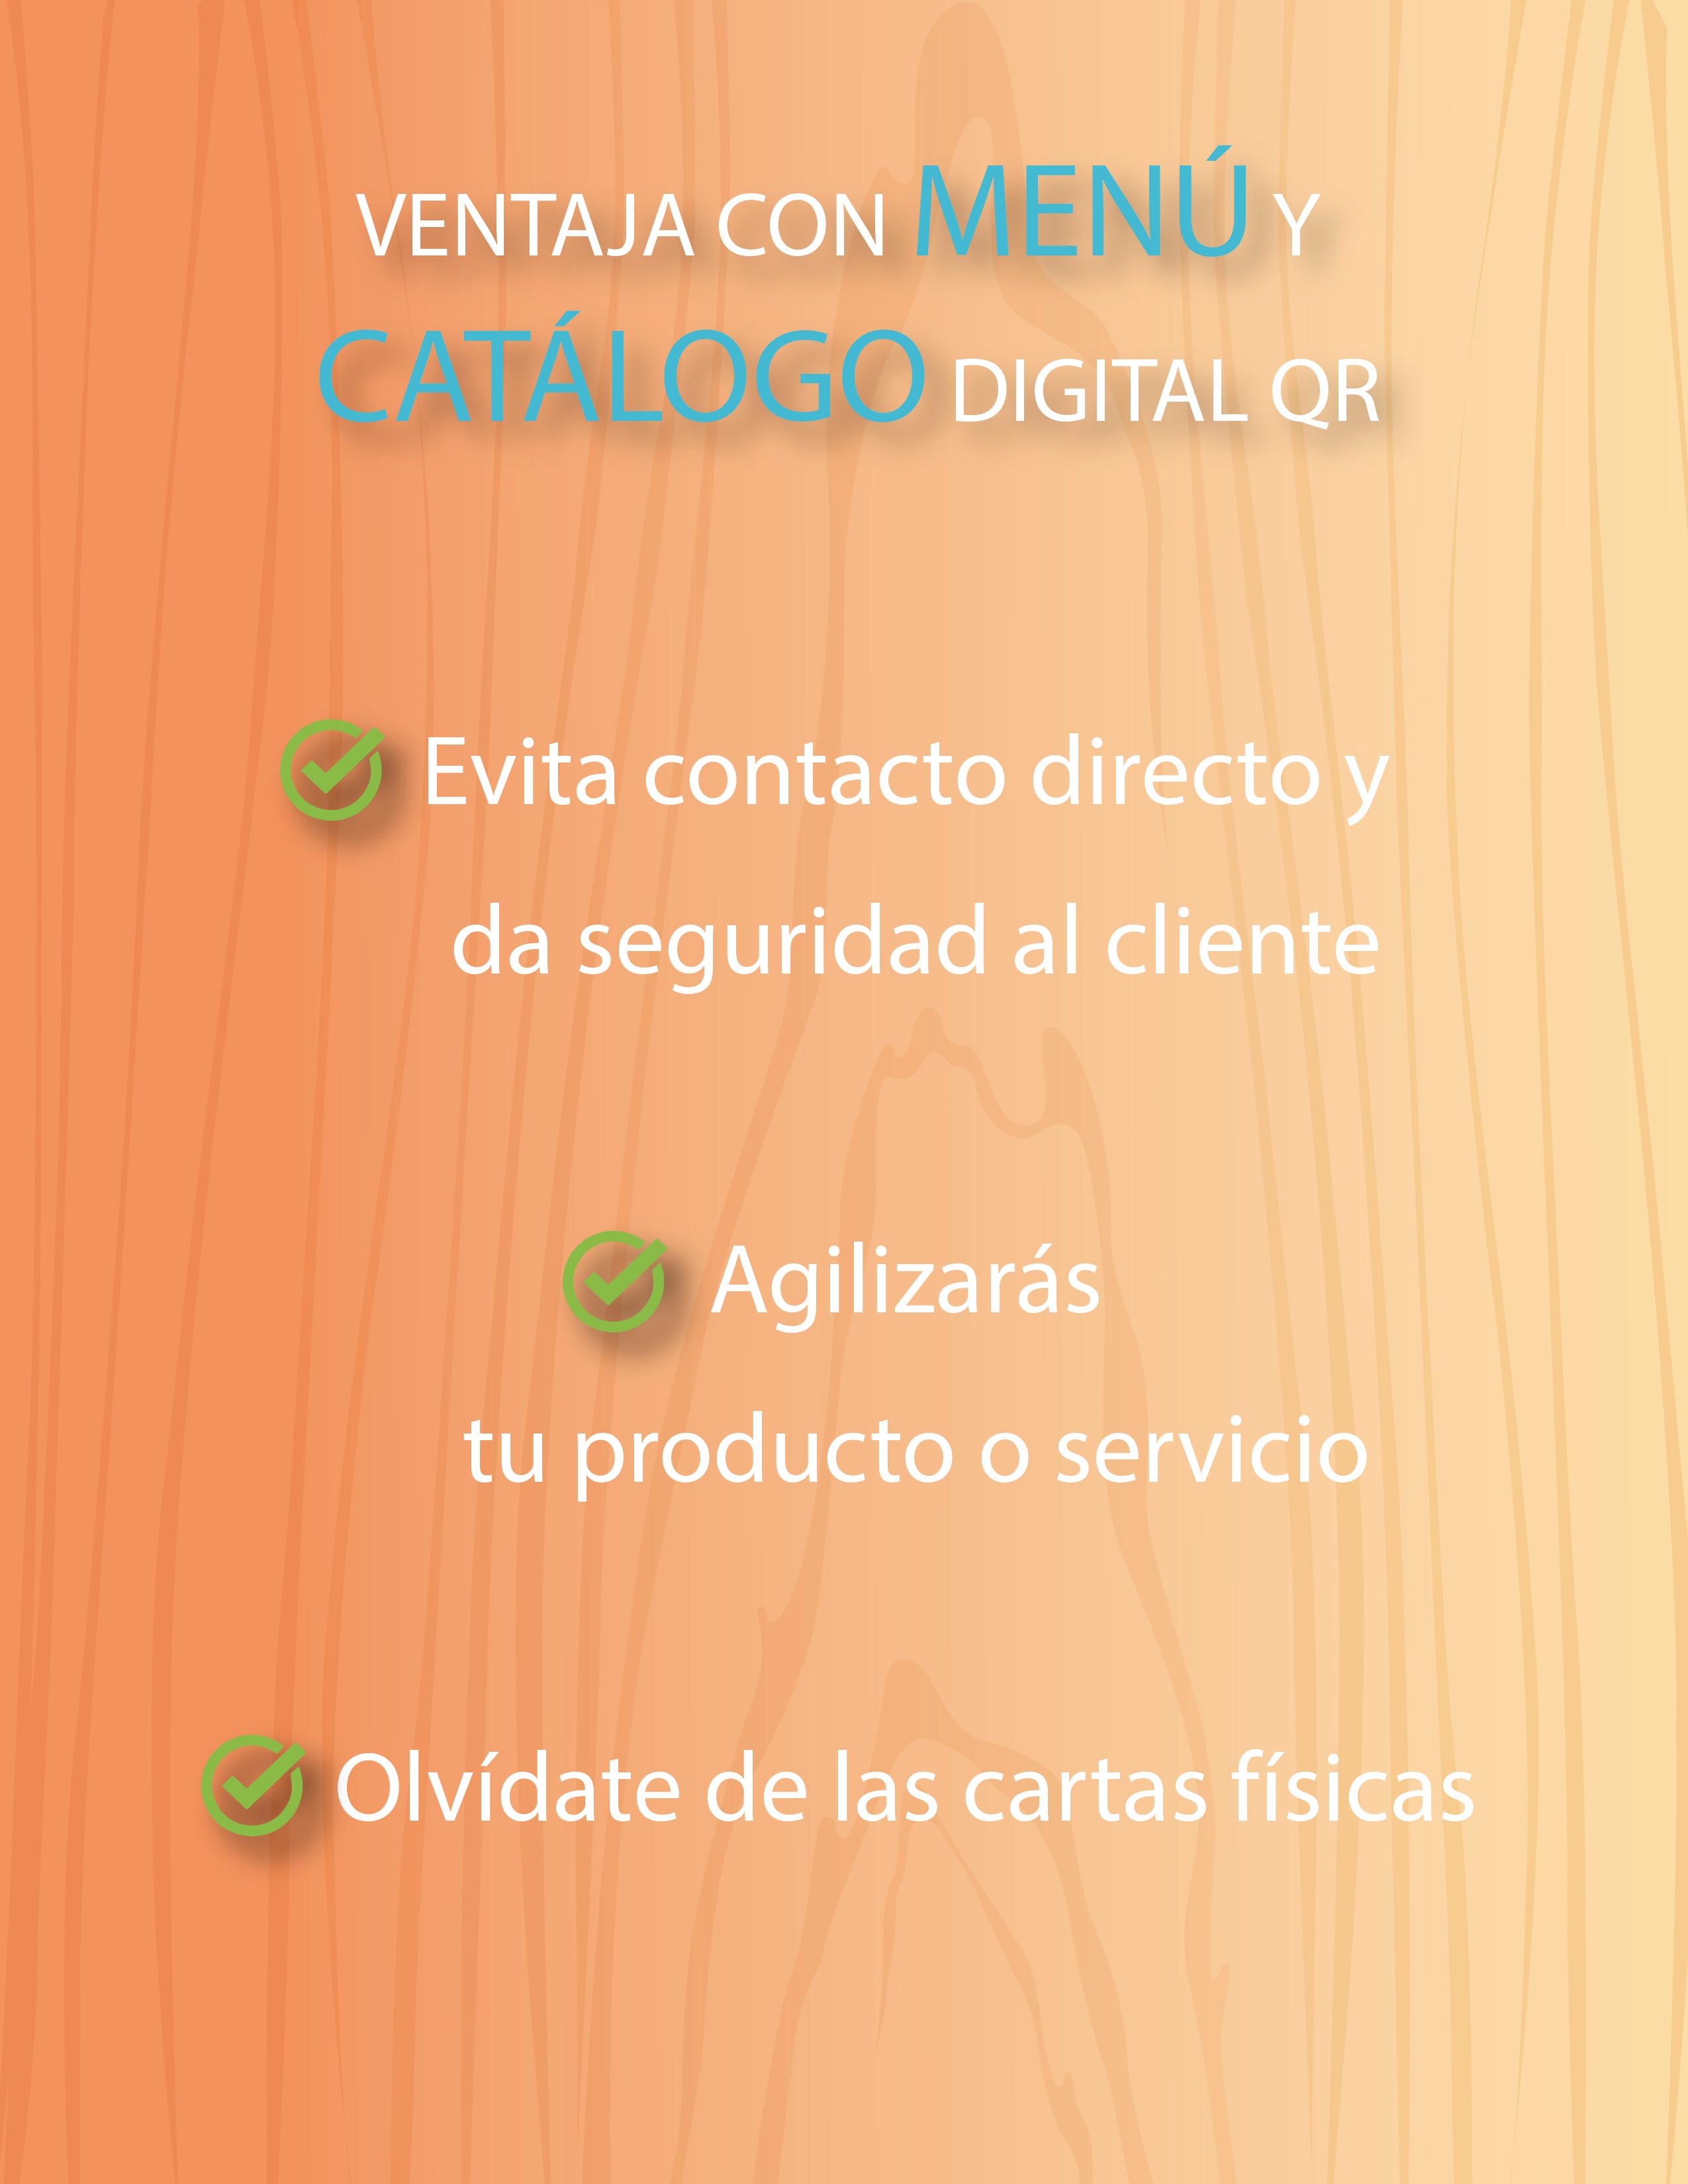 VENTAJA CON MENÚ Y
CATÁLOGO DIGITAL QR
Evita contacto directo y
da seguridad al cliente
Agilizarás
tu producto o servicio
Olvídate de las cartas físicas